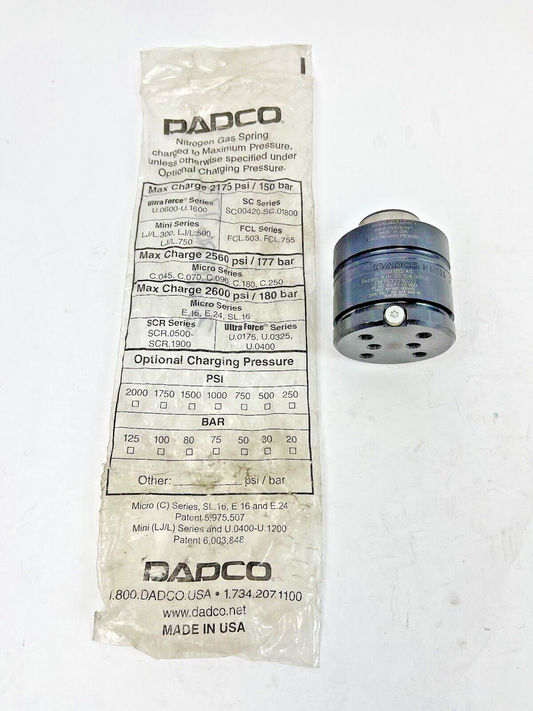 DADCO
Nitrogen Gas Spring
charged to Maximum Pressure,
unless otherwise specified under
Optional Charging Pressure.
Max Charge 2175 psi / 150 bar
Ultra Force® Series
U.0600-U.1600
SC Series
SC.00420-SC.01800
Mini Series
LJ/L.300, LJ/L.500,
LJ/L.750
FCL Series
FCL.503, FCL.755
Max Charge 2560 psi / 177 bar
Micro Series
C.045, C.070, C.090, C.180, C.250
Max Charge 2600 psi / 180 bar
Micro Series
E.16, E.24, SL.16
SCR Series
SCR.0500-
SCR.1900
Ultra Force® Series
U.0175, U.0325,
U.0400
Optional Charging Pressure
PSI
2000 1750 1500 1000 750 500 250
BAR
125 100 80 75 50 30 20
Other: psi / bar
Micro (C) Series, SL.16, E.16 and E.24
Patent 5,975,507
Mini (LJ/L) Series and U.0400-U.1200
Patent 6,003,848
DADCO
1.800.DADCO.USA • 1.734.207.1100
www.dadco.net
MADE IN USA
DADCO